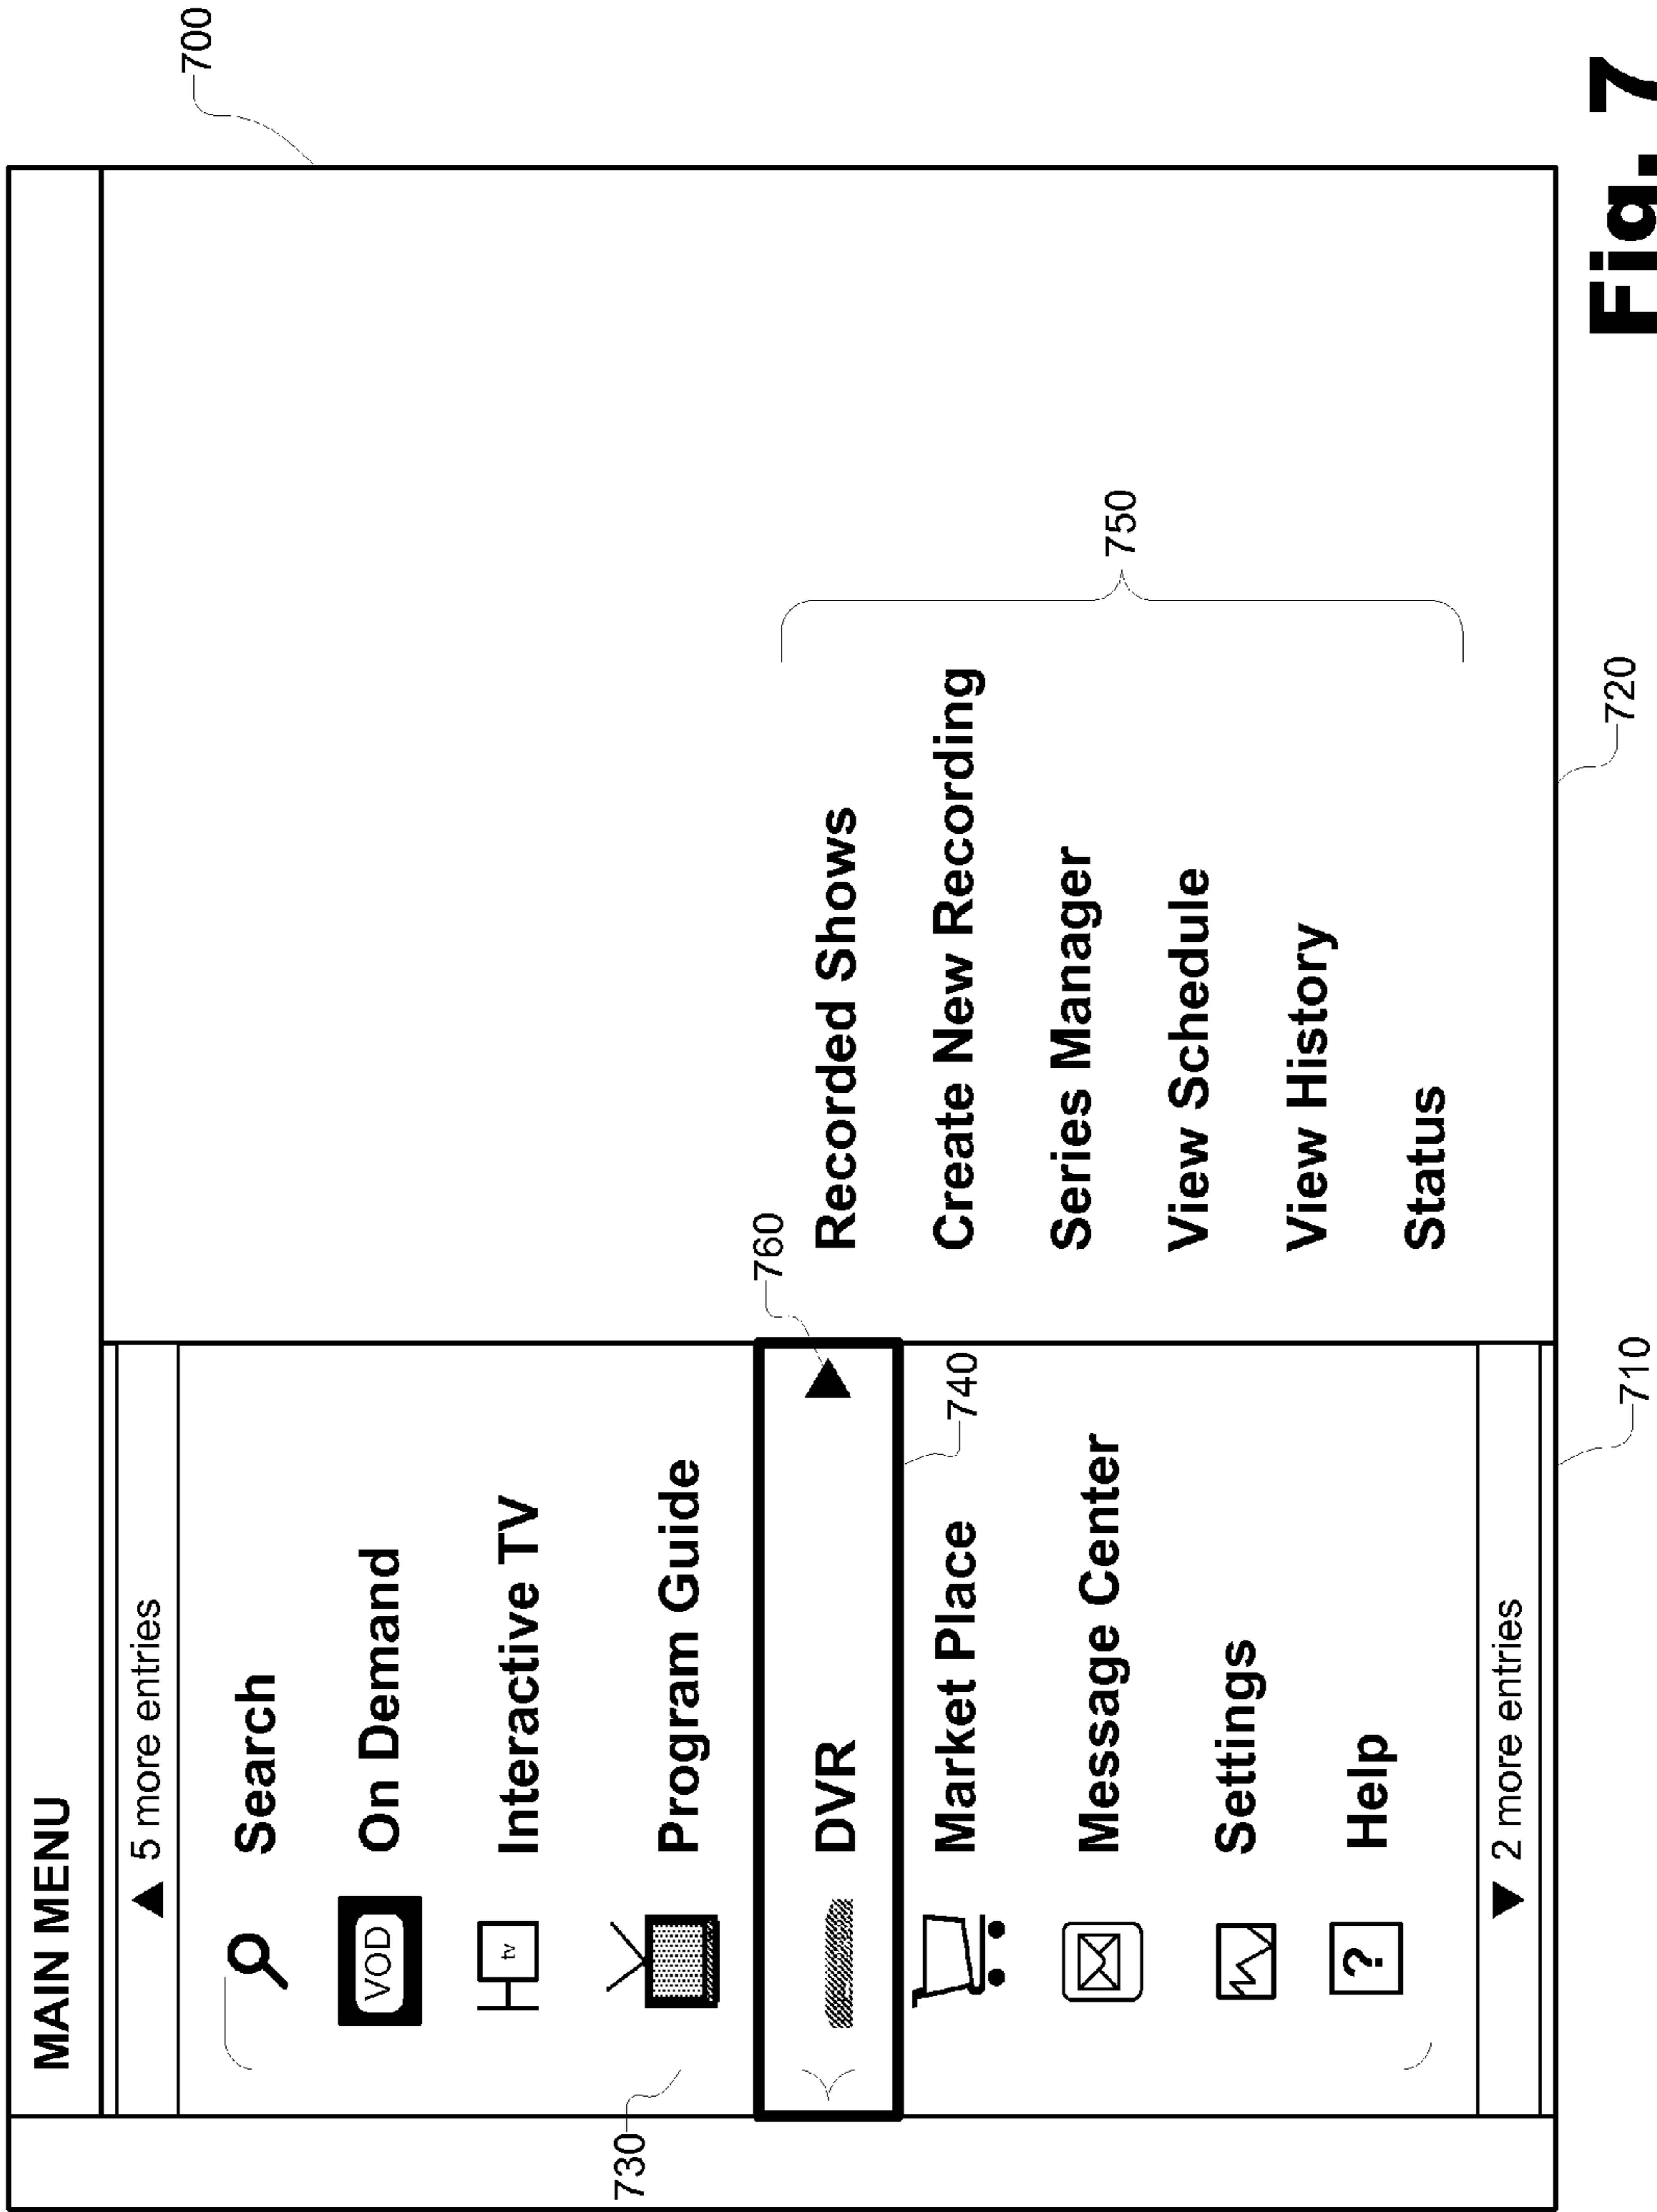 700
MAIN MENU
▲ 5 more entries
Search
VOD On Demand
tv Interactive TV
Program Guide
730
760
DVR
740
Market Place
Message Center
Settings
? Help
▼ 2 more entries
Recorded Shows
Create New Recording
Series Manager
View Schedule
View History
Status
750
710
720
Fig. 7